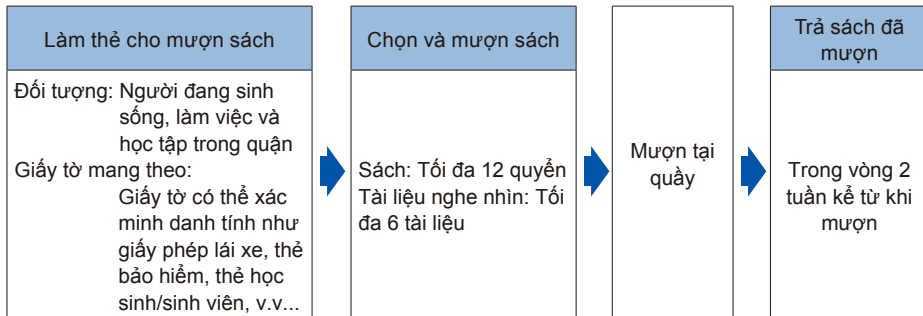 Làm thẻ cho mượn sách
Đối tượng: Người đang sinh
sống, làm việc và
học tập trong quận
Giấy tờ mang theo:
Giấy tờ có thể xác
minh danh tính như
giấy phép lái xe, thẻ
bảo hiểm, thẻ học
sinh/sinh viên, v.v...
Chọn và mượn sách
Sách: Tối đa 12 quyển
Tài liệu nghe nhìn: Tối
đa 6 tài liệu
Mượn tại
quầy
Trả sách đã
mượn
Trong vòng 2
tuần kể từ khi
mượn